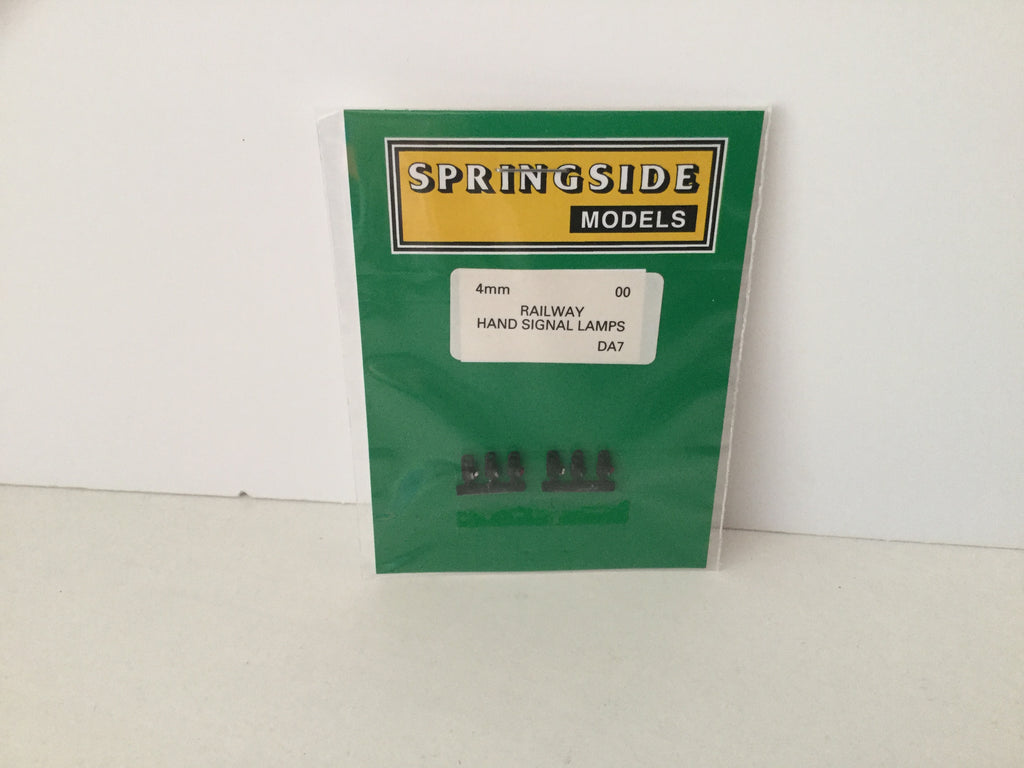 SPRINGSIDE
MODELS
4mm 00
RAILWAY
HAND SIGNAL LAMPS
DA7